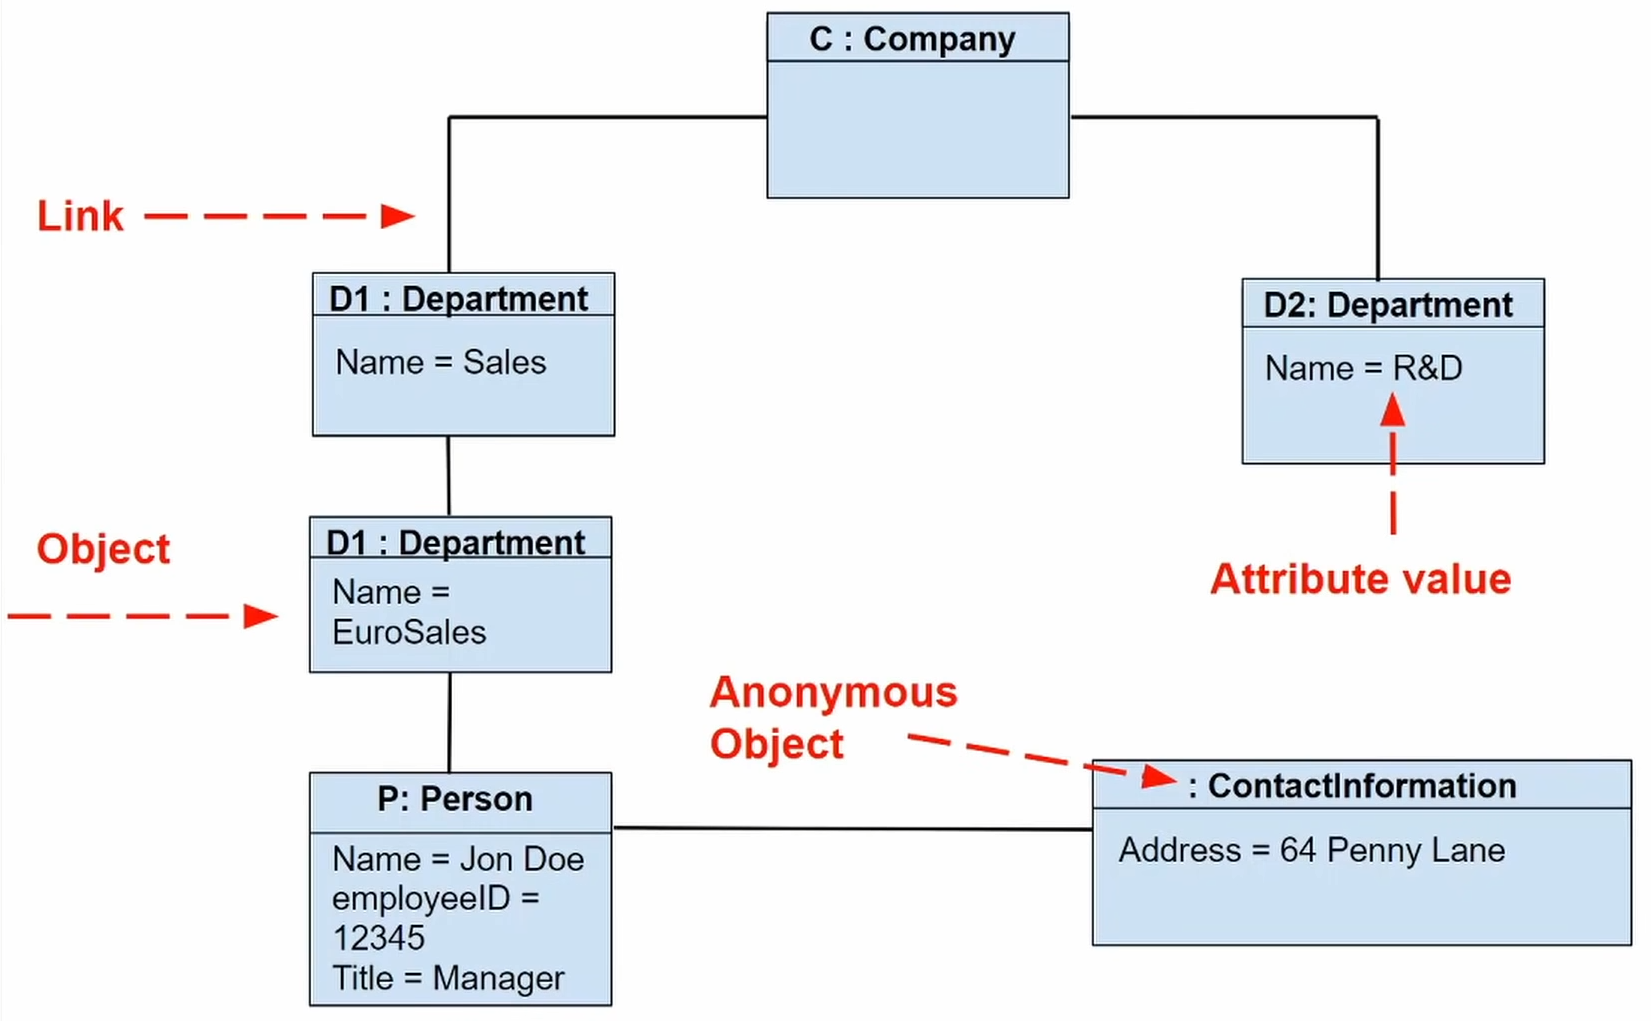 C : Company
Link
D1 : Department
Name = Sales
D2: Department
Name = R&D
Attribute value
Object
D1 : Department
Name =
EuroSales
Anonymous
Object
P: Person
Name = Jon Doe
employeeID =
12345
Title = Manager
: ContactInformation
Address = 64 Penny Lane